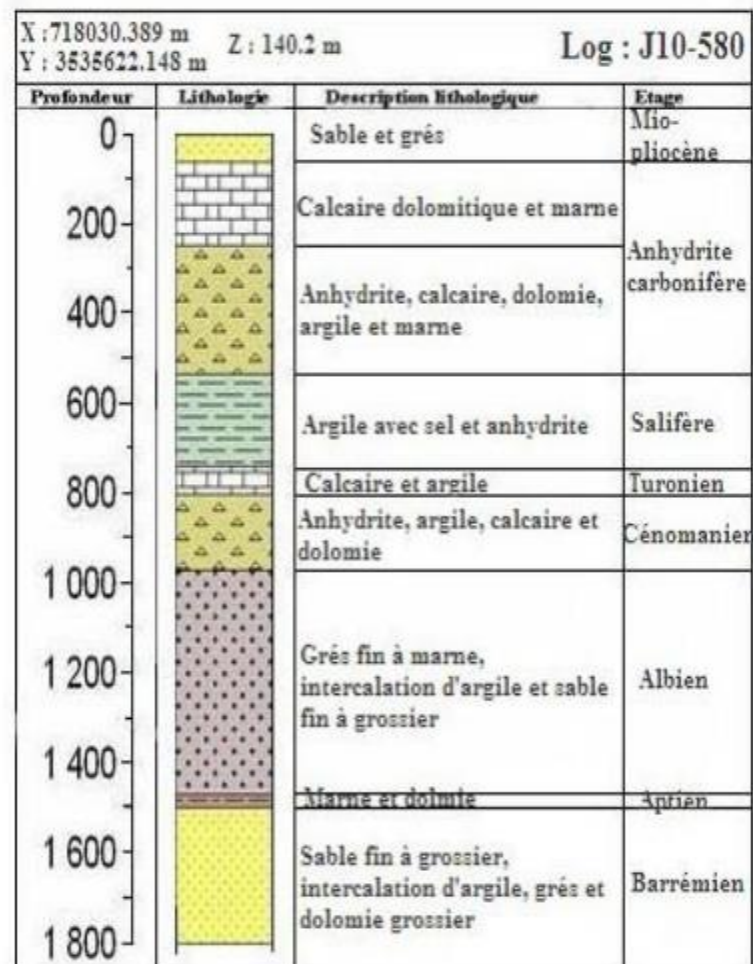 X :718030.389 m
Y : 3535622.148 m
Z : 140.2 m
Log : J10-580
Profondeur Lithologie Description lithologique Etage
0
200
400
600
800
1 000
1 200
1 400
1 600
1 800
Sable et grés
Mio-
pliocène
Calcaire dolomitique et marne
Anhydrite
carbonifère
Anhydrite, calcaire, dolomie,
argile et marne
Argile avec sel et anhydrite
Salifère
Calcaire et argile
Turonien
Anhydrite, argile, calcaire et
dolomie
Cénomanier
Grés fin à marne,
intercalation d'argile et sable
fin à grossier
Albien
Marne et dolmie
Aptien
Sable fin à grossier,
intercalation d'argile, grés et
dolomie grossier
Barrémien